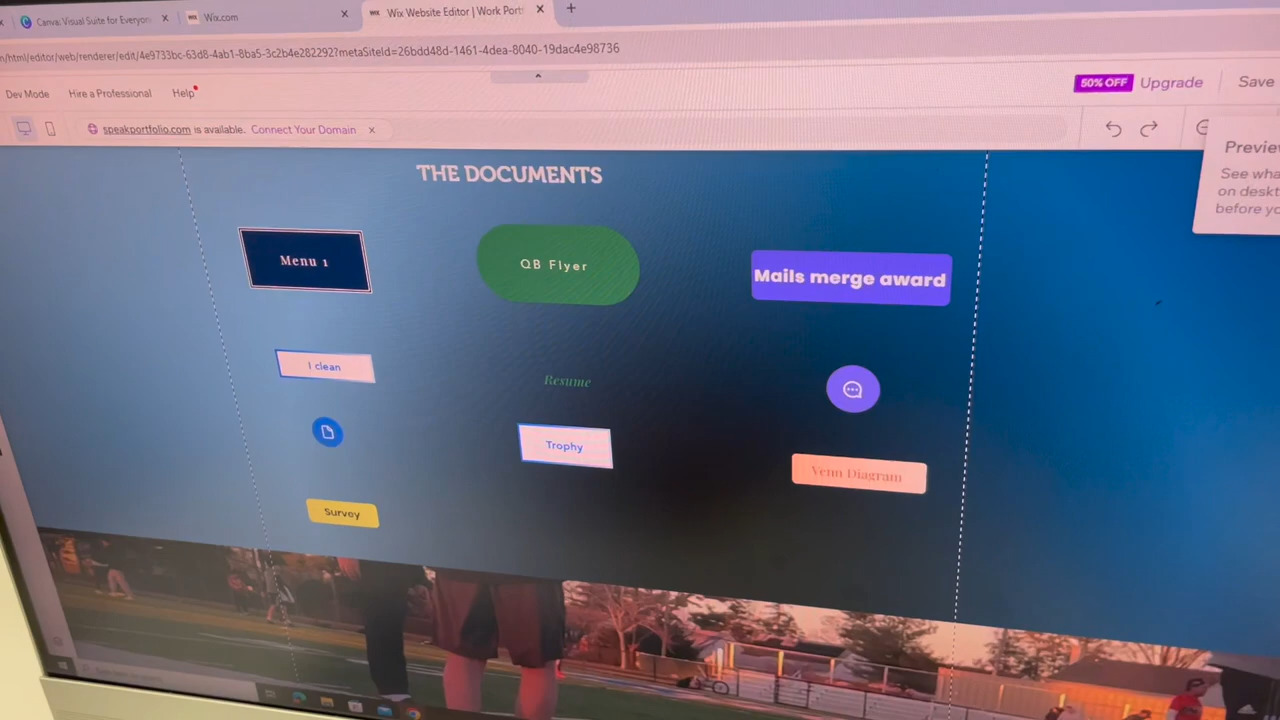 Canva: Visual Suite for Everyon
Wix.com
Wix Website Editor | Work Port
n/html/editor/web/renderer/edit/4e9733bc-63d8-4ab1-8ba5-3c2b4e282292?metaSiteId=26bdd48d-1461-4dea-8040-19dac4e98736
Dev Mode Hire a Professional Help
50% OFF Upgrade Save
speakportfolio.com is available. Connect Your Domain
Preview
See wha
on deskt
before yo
THE DOCUMENTS
Menu 1
QB Flyer
Mails merge award
I clean
Resume
Trophy
Venn Diagram
Survey